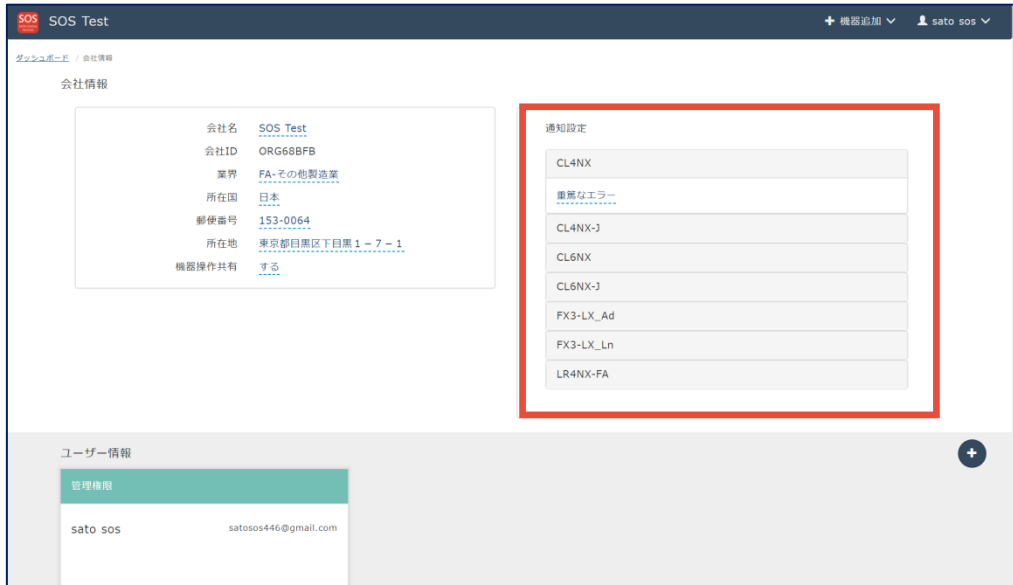 SOS
SOS Test
機器追加
sato sos
ダッシュボード / 会社情報
会社情報
会社名 SOS Test
会社ID ORG68BFB
業界 FA-その他製造業
所在国 日本
郵便番号 153-0064
所在地 東京都目黒区下目黒1−7−1
機器操作共有 する
通知設定
CL4NX
重篤なエラー
CL4NX-J
CL6NX
CL6NX-J
FX3-LX_Ad
FX3-LX_Ln
LR4NX-FA
ユーザー情報
管理権限
sato sos satosos446@gmail.com